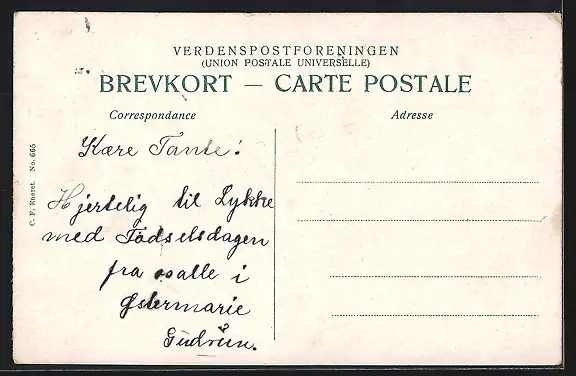 VERDENSPOSTFORENINGEN
(UNION POSTALE UNIVERSELLE)
BREVKORT — CARTE POSTALE
Correspondance
Adresse
C. F. Eneret. No. 665
Kære Tante!
Hjertelig til Lykke
med Fødselsdagen
fra os alle i
Østermarie
Gudrun.